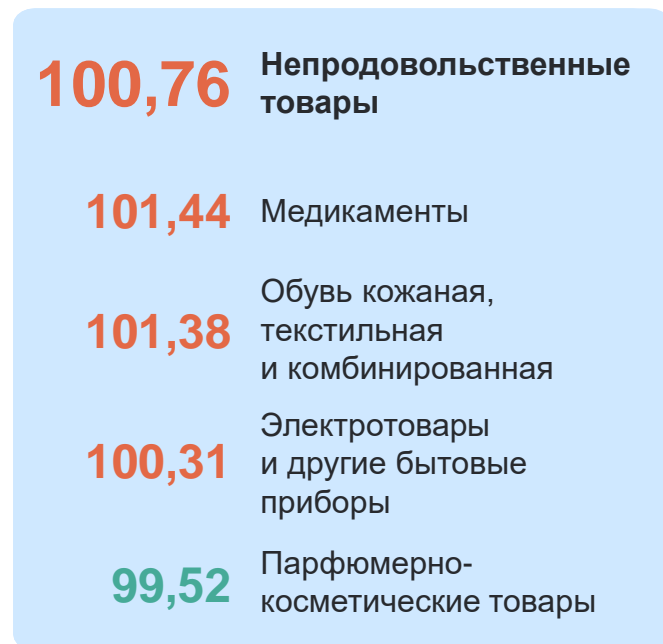 100,76 Непродовольственные
товары
101,44 Медикаменты
Обувь кожаная,
101,38 текстильная
и комбинированная
Электротовары
100,31 и другие бытовые
приборы
99,52 Парфюмерно-
косметические товары